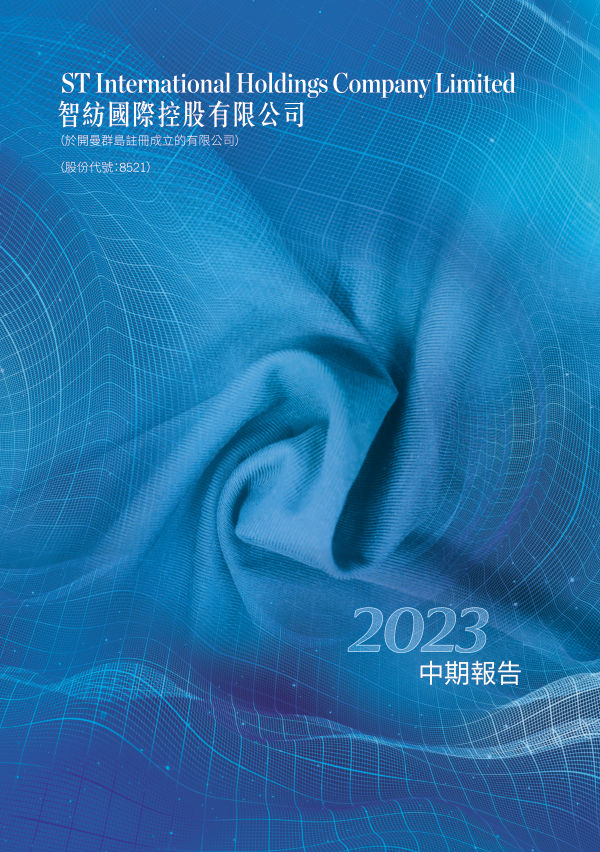 ST International Holdings Company Limited
智紡國際控股有限公司
(於開曼群島註冊成立的有限公司)
(股份代號:8521)
2023
中期報告